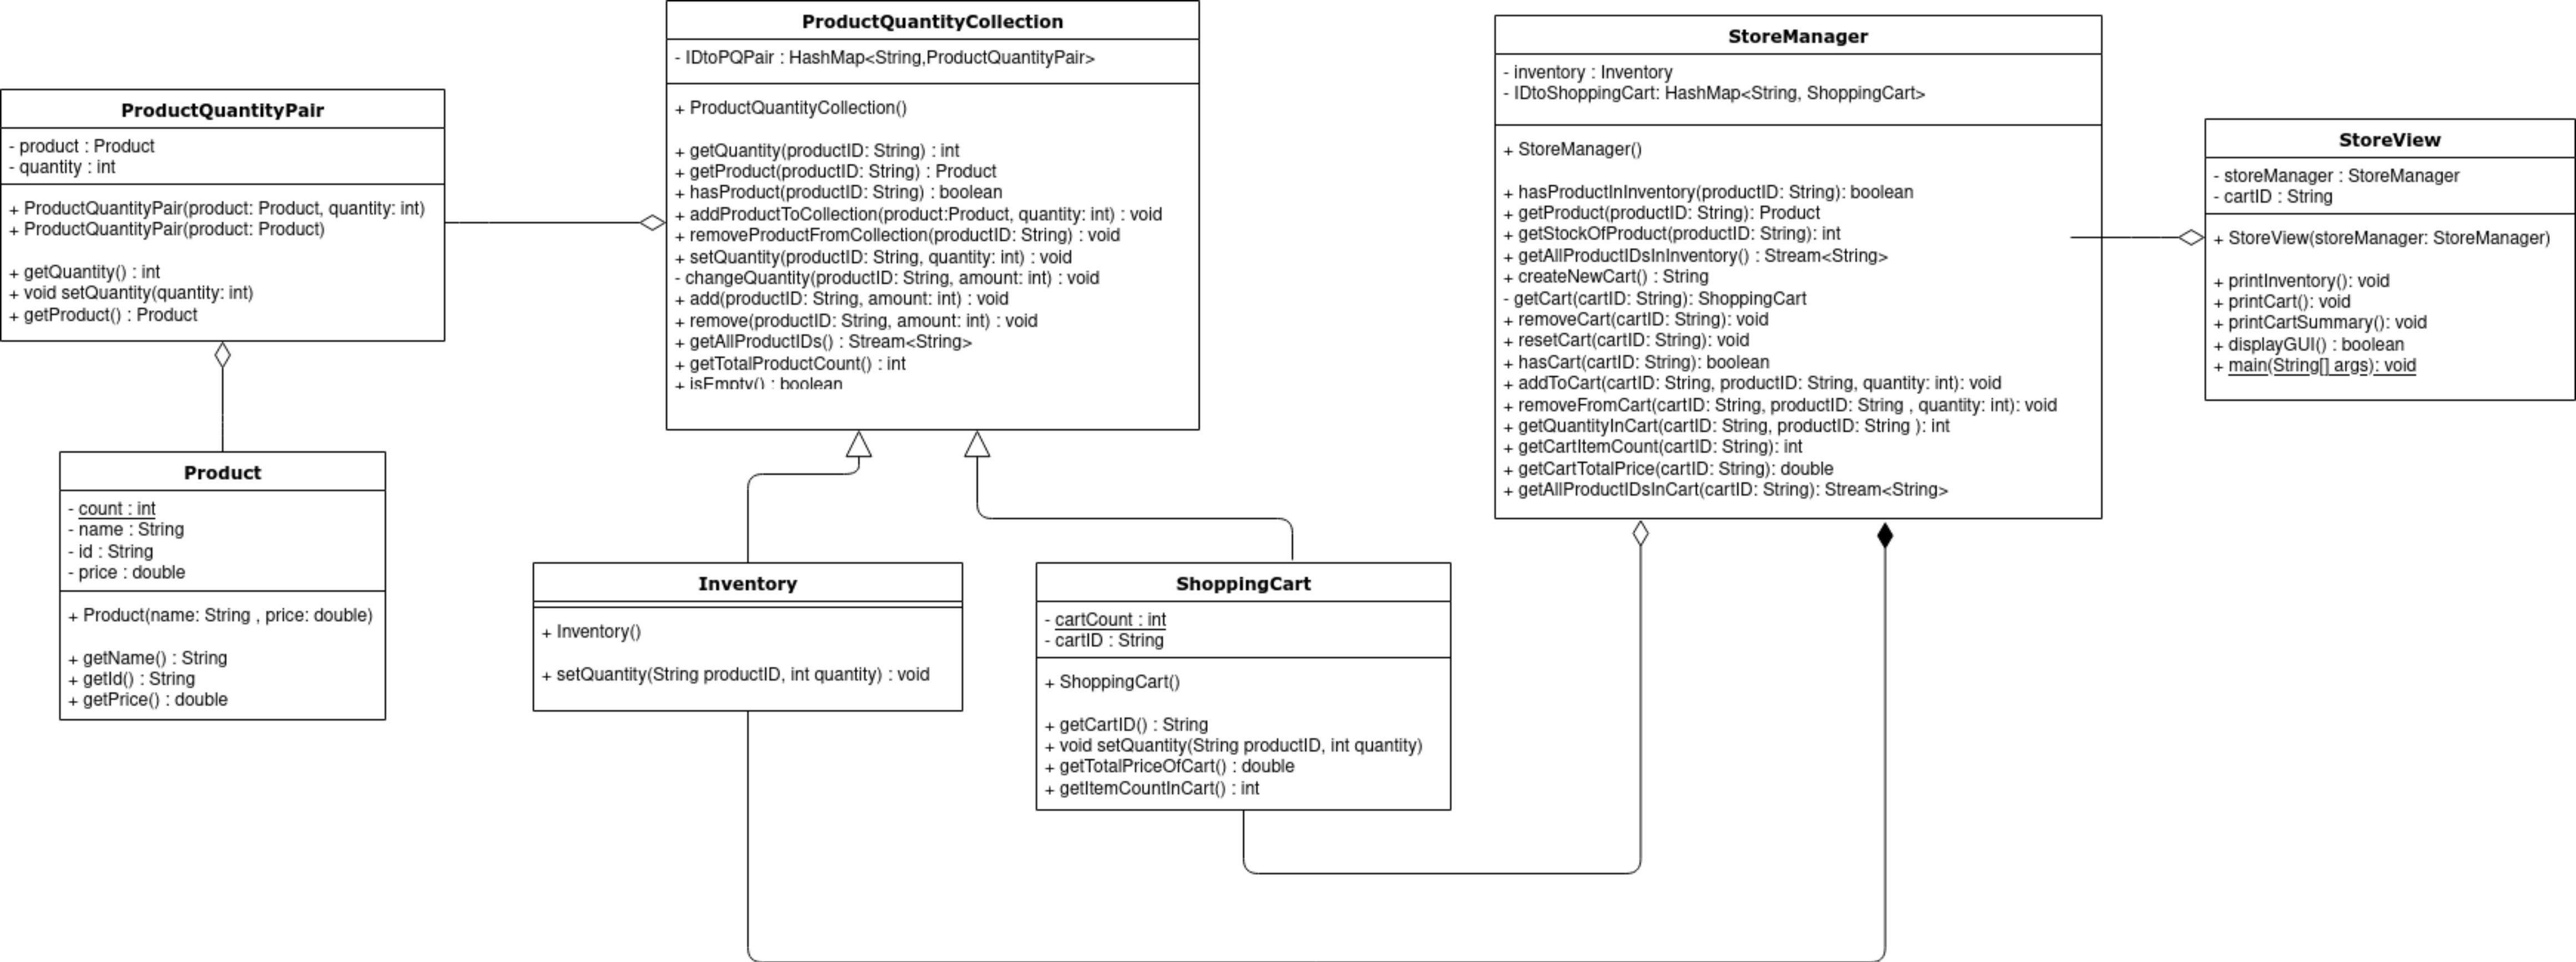 ProductQuantityPair
- product : Product
- quantity : int
+ ProductQuantityPair(product: Product, quantity: int)
+ ProductQuantityPair(product: Product)
+ getQuantity() : int
+ void setQuantity(quantity: int)
+ getProduct() : Product
Product
- count : int
- name : String
- id : String
- price : double
+ Product(name: String , price: double)
+ getName() : String
+ getId() : String
+ getPrice() : double
ProductQuantityCollection
- IDtoPQPair : HashMap<String,ProductQuantityPair>
+ ProductQuantityCollection()
+ getQuantity(productID: String) : int
+ getProduct(productID: String) : Product
+ hasProduct(productID: String) : boolean
+ addProductToCollection(product:Product, quantity: int) : void
+ removeProductFromCollection(productID: String) : void
+ setQuantity(productID: String, quantity: int) : void
- changeQuantity(productID: String, amount: int) : void
+ add(productID: String, amount: int) : void
+ remove(productID: String, amount: int) : void
+ getAllProductIDs() : Stream<String>
+ getTotalProductCount() : int
+ isEmpty() : boolean
Inventory
+ Inventory()
+ setQuantity(String productID, int quantity) : void
ShoppingCart
- cartCount : int
- cartID : String
+ ShoppingCart()
+ getCartID() : String
+ void setQuantity(String productID, int quantity)
+ getTotalPriceOfCart() : double
+ getItemCountInCart() : int
StoreManager
- inventory : Inventory
- IDtoShoppingCart: HashMap<String, ShoppingCart>
+ StoreManager()
+ hasProductInInventory(productID: String): boolean
+ getProduct(productID: String): Product
+ getStockOfProduct(productID: String): int
+ getAllProductIDsInInventory() : Stream<String>
+ createNewCart() : String
- getCart(cartID: String): ShoppingCart
+ removeCart(cartID: String): void
+ resetCart(cartID: String): void
+ hasCart(cartID: String): boolean
+ addToCart(cartID: String, productID: String, quantity: int): void
+ removeFromCart(cartID: String, productID: String , quantity: int): void
+ getQuantityInCart(cartID: String, productID: String ): int
+ getCartItemCount(cartID: String): int
+ getCartTotalPrice(cartID: String): double
+ getAllProductIDsInCart(cartID: String): Stream<String>
StoreView
- storeManager : StoreManager
- cartID : String
+ StoreView(storeManager: StoreManager)
+ printInventory(): void
+ printCart(): void
+ printCartSummary(): void
+ displayGUI() : boolean
+ main(String[] args): void